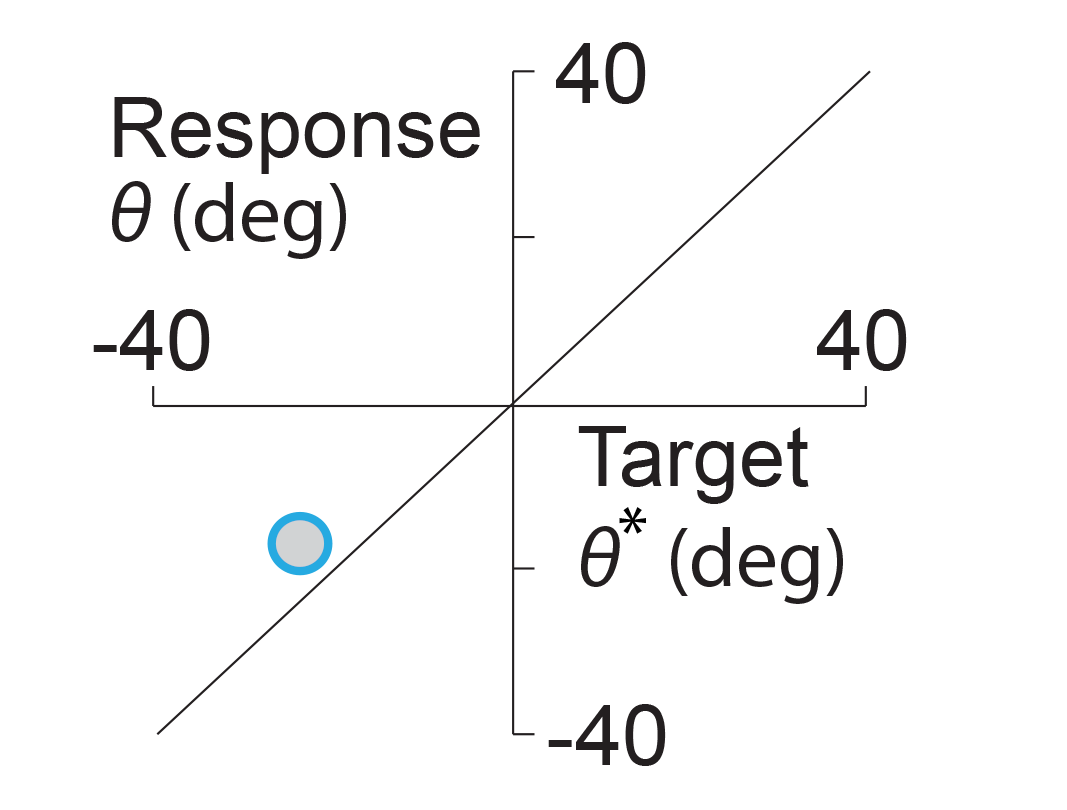 40
Response
θ (deg)
-40
40
Target
θ* (deg)
-40